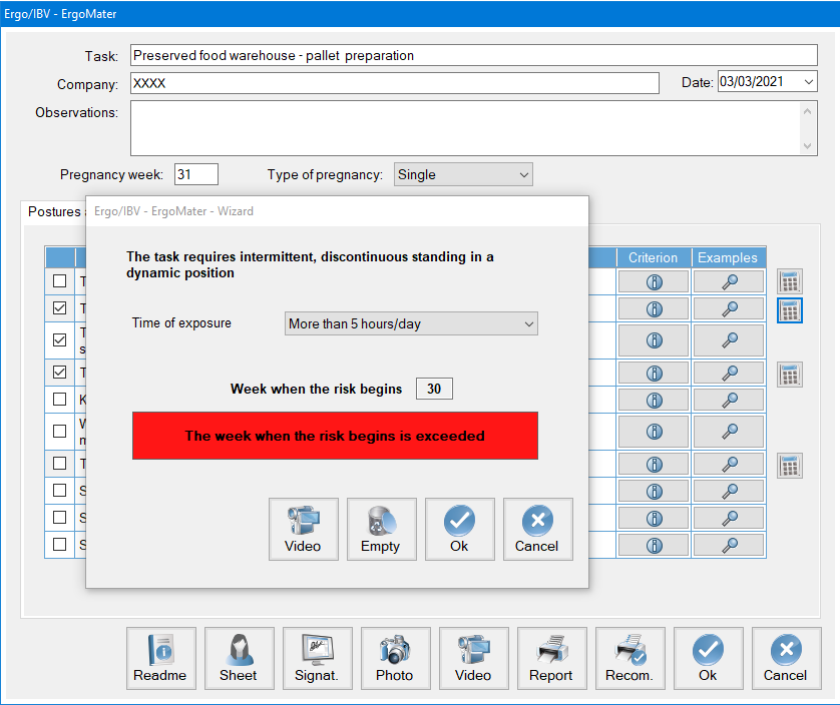 Ergo/IBV - ErgoMater
Task: Preserved food warehouse - pallet preparation
Company: XXXX Date: 03/03/2021
Observations:
Pregnancy week: 31 Type of pregnancy: Single
Postures
Ergo/IBV - ErgoMater - Wizard
The task requires intermittent, discontinuous standing in a
dynamic position
Time of exposure More than 5 hours/day
Week when the risk begins 30
The week when the risk begins is exceeded
Video Empty Ok Cancel
Criterion Examples
T
T
T
s
T
K
W
m
T
S
S
S
Readme Sheet Signat. Photo Video Report Recom. Ok Cancel